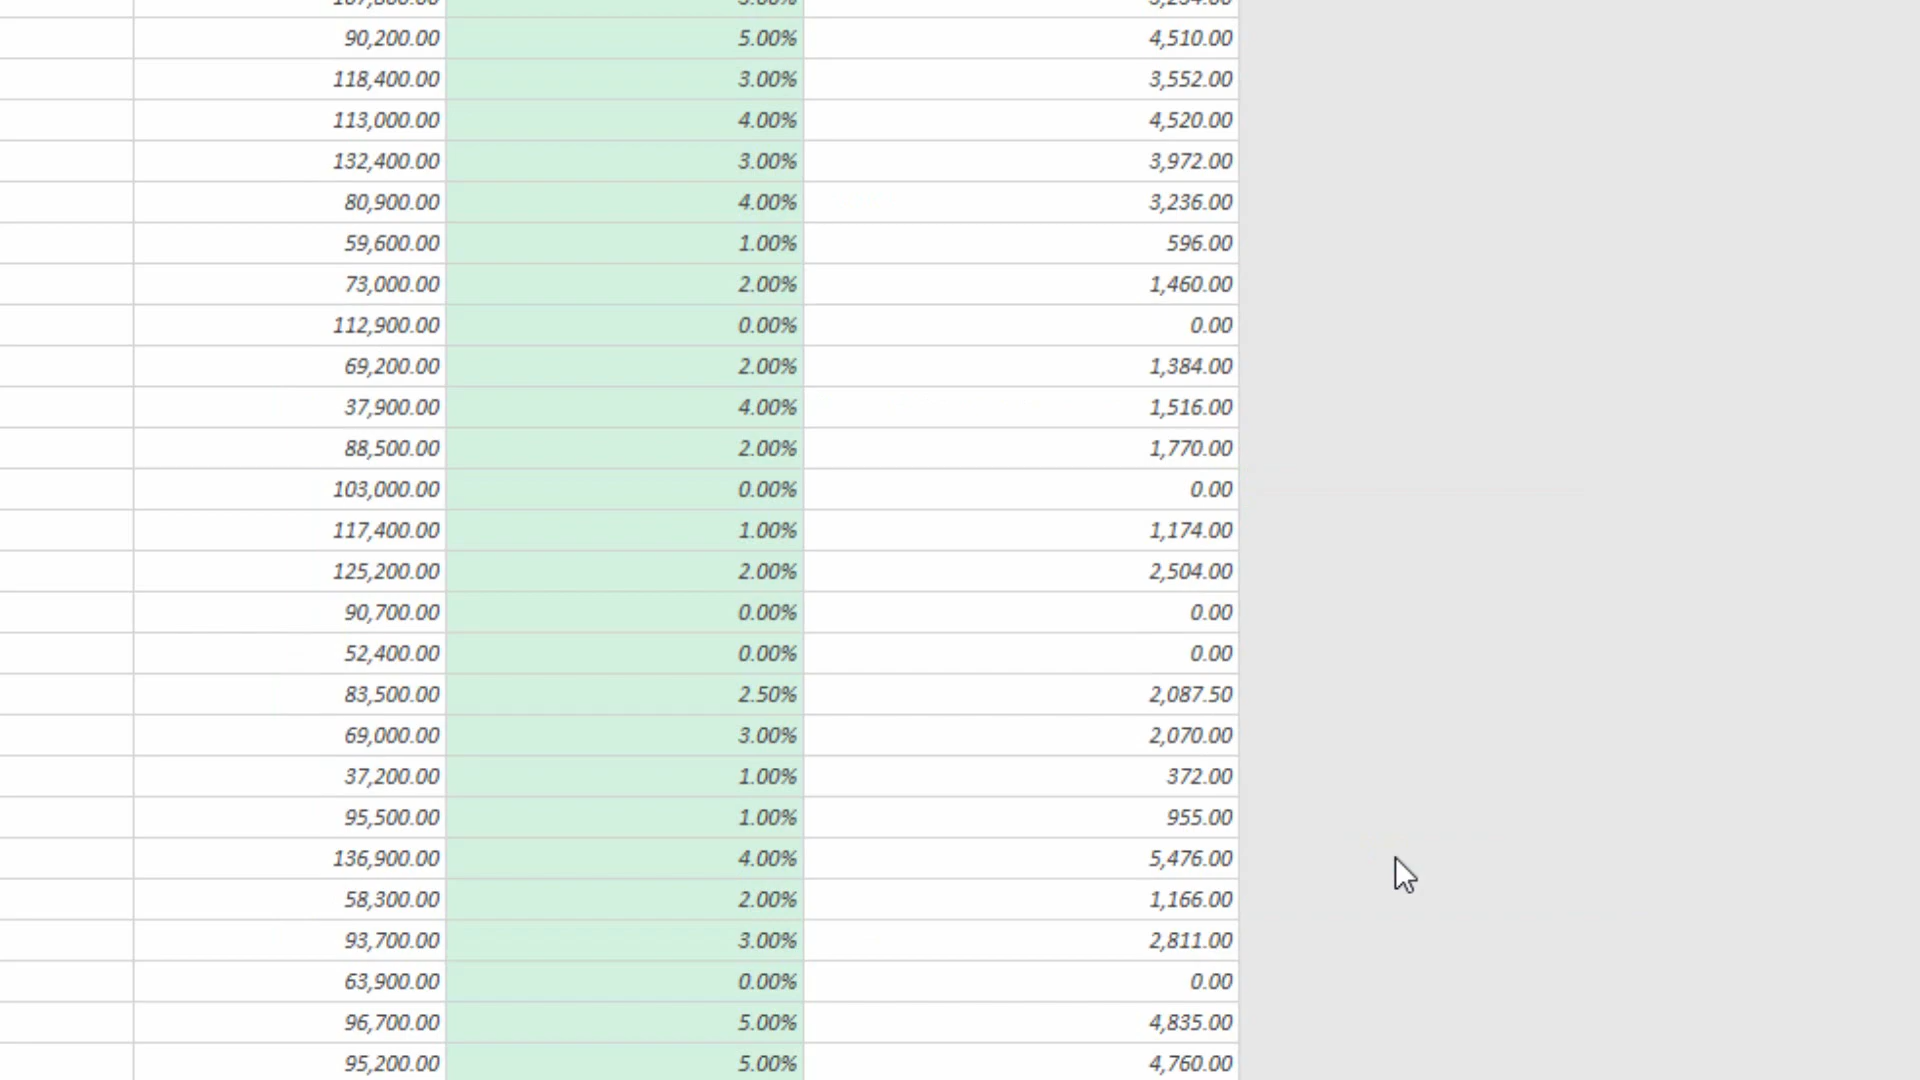 90,200.00 5.00% 4,510.00
118,400.00 3.00% 3,552.00
113,000.00 4.00% 4,520.00
132,400.00 3.00% 3,972.00
80,900.00 4.00% 3,236.00
59,600.00 1.00% 596.00
73,000.00 2.00% 1,460.00
112,900.00 0.00% 0.00
69,200.00 2.00% 1,384.00
37,900.00 4.00% 1,516.00
88,500.00 2.00% 1,770.00
103,000.00 0.00% 0.00
117,400.00 1.00% 1,174.00
125,200.00 2.00% 2,504.00
90,700.00 0.00% 0.00
52,400.00 0.00% 0.00
83,500.00 2.50% 2,087.50
69,000.00 3.00% 2,070.00
37,200.00 1.00% 372.00
95,500.00 1.00% 955.00
136,900.00 4.00% 5,476.00
58,300.00 2.00% 1,166.00
93,700.00 3.00% 2,811.00
63,900.00 0.00% 0.00
96,700.00 5.00% 4,835.00
95,200.00 5.00% 4,760.00